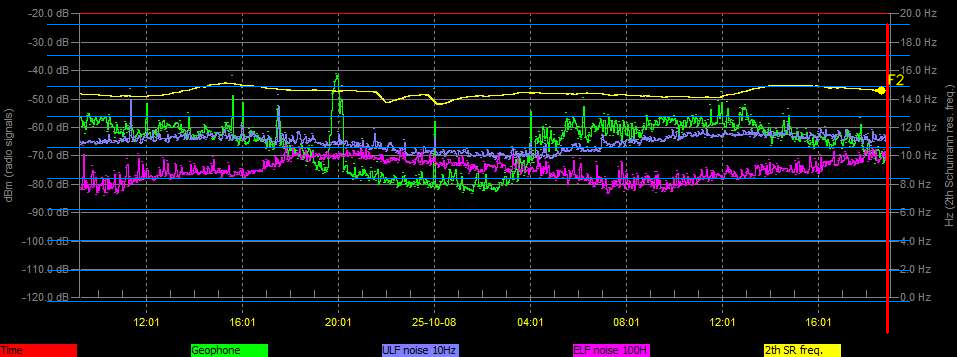 -20.0 dB 20.0 Hz
-30.0 dB 18.0 Hz
-40.0 dB 16.0 Hz
F2
-50.0 dB 14.0 Hz
-60.0 dB 12.0 Hz
-70.0 dB 10.0 Hz
-80.0 dB 8.0 Hz
-90.0 dB 6.0 Hz
-100.0 dB 4.0 Hz
-110.0 dB 2.0 Hz
-120.0 dB 0.0 Hz
dBm (radio signals)
Hz (2th Schumann res. freq.)
12:01 16:01 20:01 25-10-08 04:01 08:01 12:01 16:01
Time Geophone ULF noise 10Hz ELF noise 100H 2th SR freq.